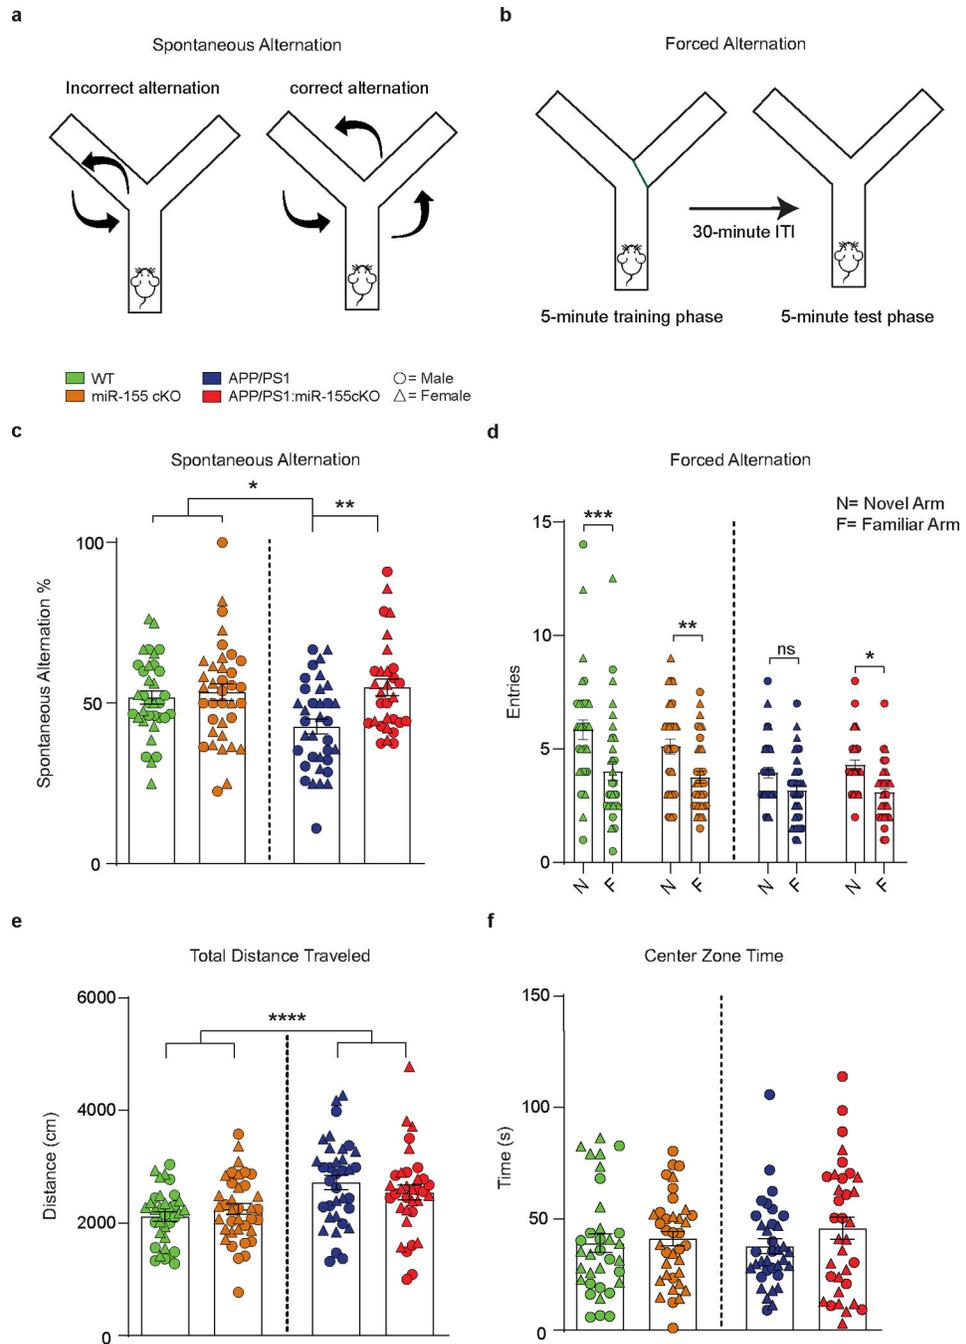 a
Spontaneous Alternation
Incorrect alternation
correct alternation
b
Forced Alternation
30-minute ITI
5-minute training phase
5-minute test phase
WT
APP/PS1
= Male
miR-155 cKO
APP/PS1:miR-155cKO
= Female
c
Spontaneous Alternation
*
**
Spontaneous Alternation %
100
50
0
d
Forced Alternation
N= Novel Arm
F= Familiar Arm
***
**
ns
*
Entries
15
10
5
0
N F N F N F N F
e
Total Distance Traveled
****
Distance (cm)
6000
4000
2000
0
f
Center Zone Time
Time (s)
150
100
50
0